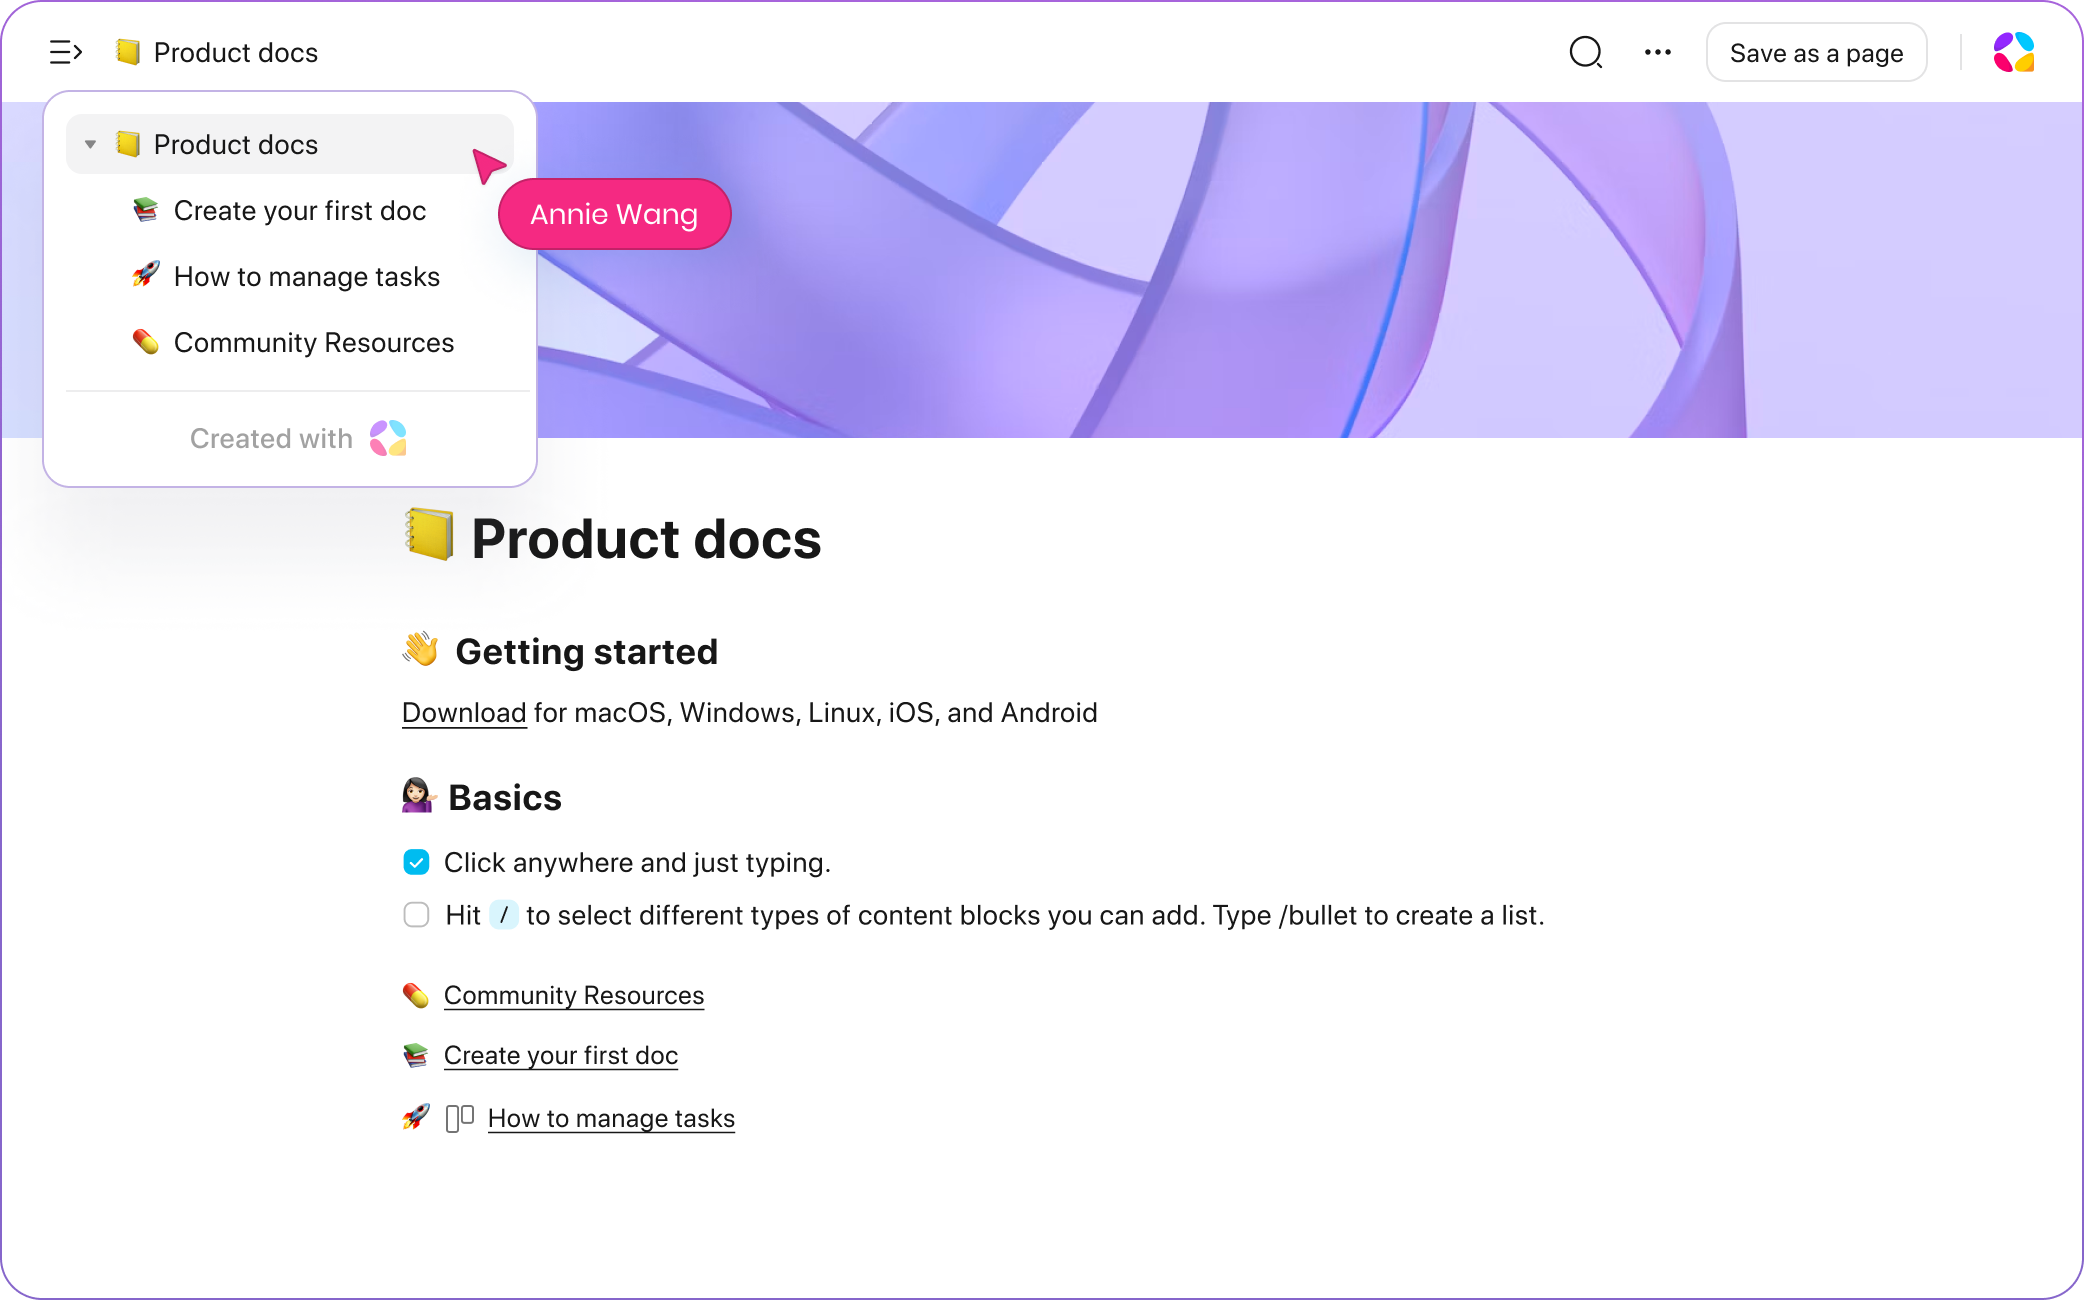 Product docs
Save as a page
Product docs
Annie Wang
Create your first doc
How to manage tasks
Community Resources
Created with
Product docs
Getting started
Download for macOS, Windows, Linux, iOS, and Android
Basics
Click anywhere and just typing.
Hit / to select different types of content blocks you can add. Type /bullet to create a list.
Community Resources
Create your first doc
How to manage tasks